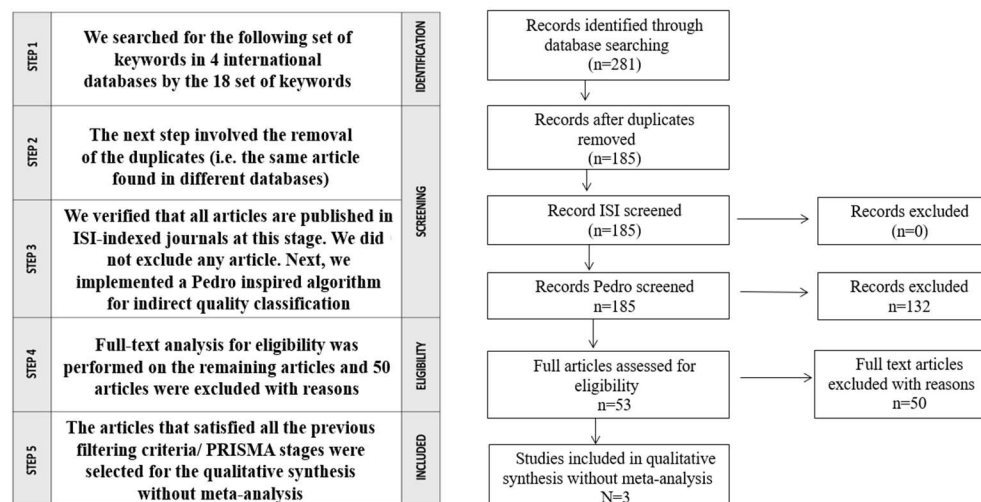 STEP 1
We searched for the following set of
keywords in 4 international
databases by the 18 set of keywords
IDENTIFICATION
STEP 2
The next step involved the removal
of the duplicates (i.e. the same article
found in different databases)
SCREENING
STEP 3
We verified that all articles are published in
ISI-indexed journals at this stage. We did
not exclude any article. Next, we
implemented a Pedro inspired algorithm
for indirect quality classification
STEP 4
Full-text analysis for eligibility was
performed on the remaining articles and 50
articles were excluded with reasons
ELIGIBILITY
STEP 5
The articles that satisfied all the previous
filtering criteria/ PRISMA stages were
selected for the qualitative synthesis
without meta-analysis
INCLUDED
Records identified through
database searching
(n=281)
Records after duplicates
removed
(n=185)
Record ISI screened
(n=185)
Records excluded
(n=0)
Records Pedro screened
n=185
Records excluded
n=132
Full articles assessed for
eligibility
n=53
Full text articles
excluded with reasons
n=50
Studies included in qualitative
synthesis without meta-analysis
N=3